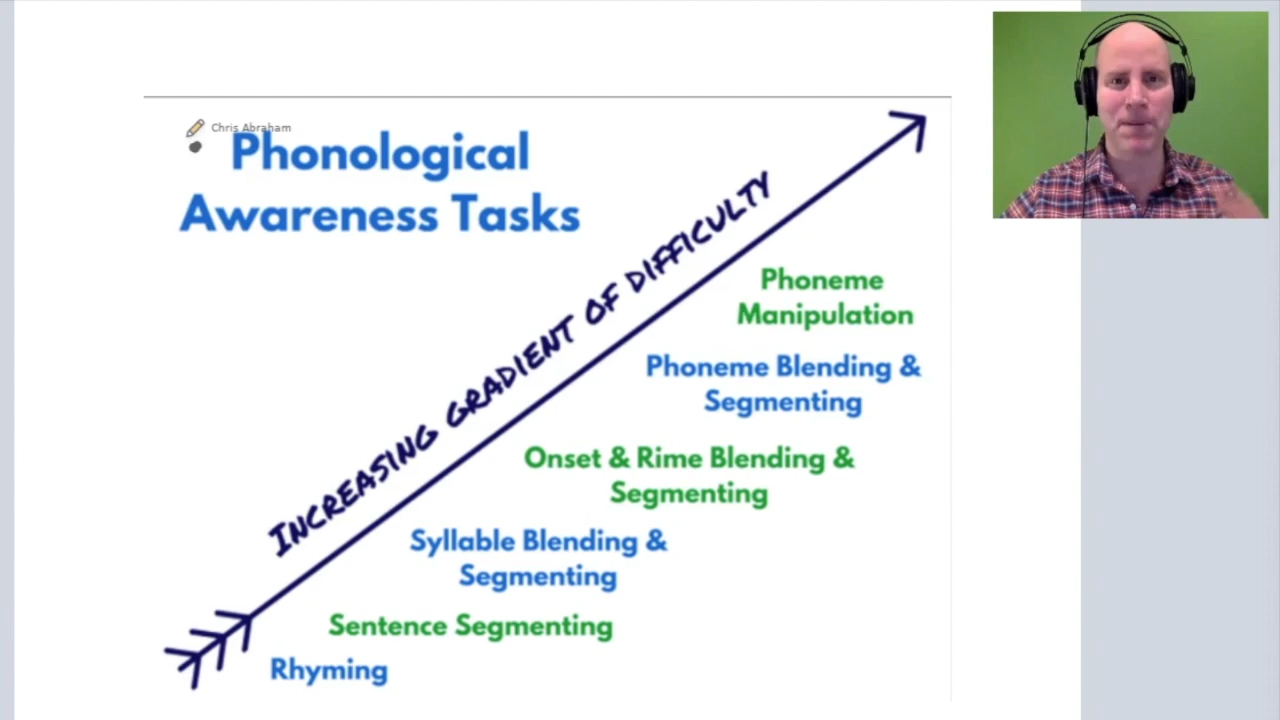 Chris Abraham
Phonological
Awareness Tasks
INCREASING GRADIENT OF DIFFICULTY
Phoneme
Manipulation
Phoneme Blending &
Segmenting
Onset & Rime Blending &
Segmenting
Syllable Blending &
Segmenting
Sentence Segmenting
Rhyming